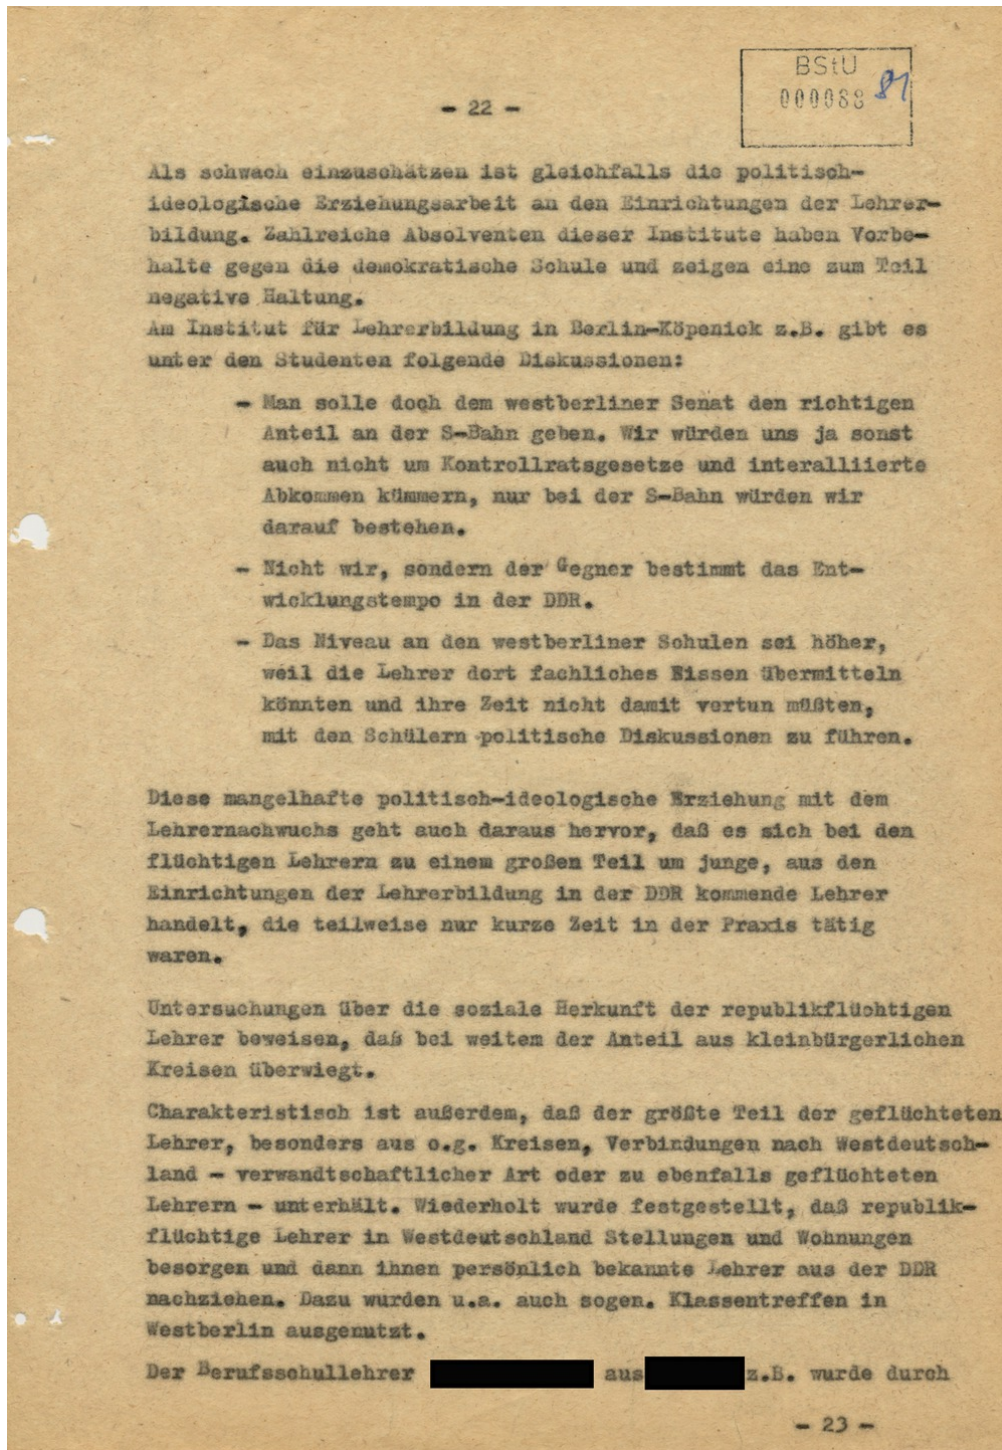 BStU
000088
81
- 22 -
Als schwach einzuschätzen ist gleichfalls die politisch-
ideologische Erziehungsarbeit an den Einrichtungen der Lehrer-
bildung. Zahlreiche Absolventen dieser Institute haben Vorbe-
halte gegen die demokratische Schule und zeigen eine zum Teil
negative Haltung.
Am Institut für Lehrerbildung in Berlin-Köpenick z.B. gibt es
unter den Studenten folgende Diskussionen:
- Man solle doch dem westberliner Senat den richtigen
Anteil an der S-Bahn geben. Wir würden uns ja sonst
auch nicht um Kontrollratsgesetze und interalliierte
Abkommen kümmern, nur bei der S-Bahn würden wir
darauf bestehen.
- Nicht wir, sondern der Gegner bestimmt das Ent-
wicklungstempo in der DDR.
- Das Niveau an den westberliner Schulen sei höher,
weil die Lehrer dort fachliches Wissen übermitteln
könnten und ihre Zeit nicht damit vertun müßten,
mit den Schülern politische Diskussionen zu führen.
Diese mangelhafte politisch-ideologische Erziehung mit dem
Lehrernachwuchs geht auch daraus hervor, daß es sich bei den
flüchtigen Lehrern zu einem großen Teil um junge, aus den
Einrichtungen der Lehrerbildung in der DDR kommende Lehrer
handelt, die teilweise nur kurze Zeit in der Praxis tätig
waren.
Untersuchungen über die soziale Herkunft der republikflüchtigen
Lehrer beweisen, daß bei weitem der Anteil aus kleinbürgerlichen
Kreisen überwiegt.
Charakteristisch ist außerdem, daß der größte Teil der geflüchteten
Lehrer, besonders aus o.g. Kreisen, Verbindungen nach Westdeutsch-
land - verwandtschaftlicher Art oder zu ebenfalls geflüchteten
Lehrern - unterhält. Wiederholt wurde festgestellt, daß republik-
flüchtige Lehrer in Westdeutschland Stellungen und Wohnungen
besorgen und dann ihnen persönlich bekannte Lehrer aus der DDR
nachziehen. Dazu wurden u.a. auch sogen. Klassentreffen in
Westberlin ausgenutzt.
Der Berufsschullehrer aus z.B. wurde durch
- 23 -